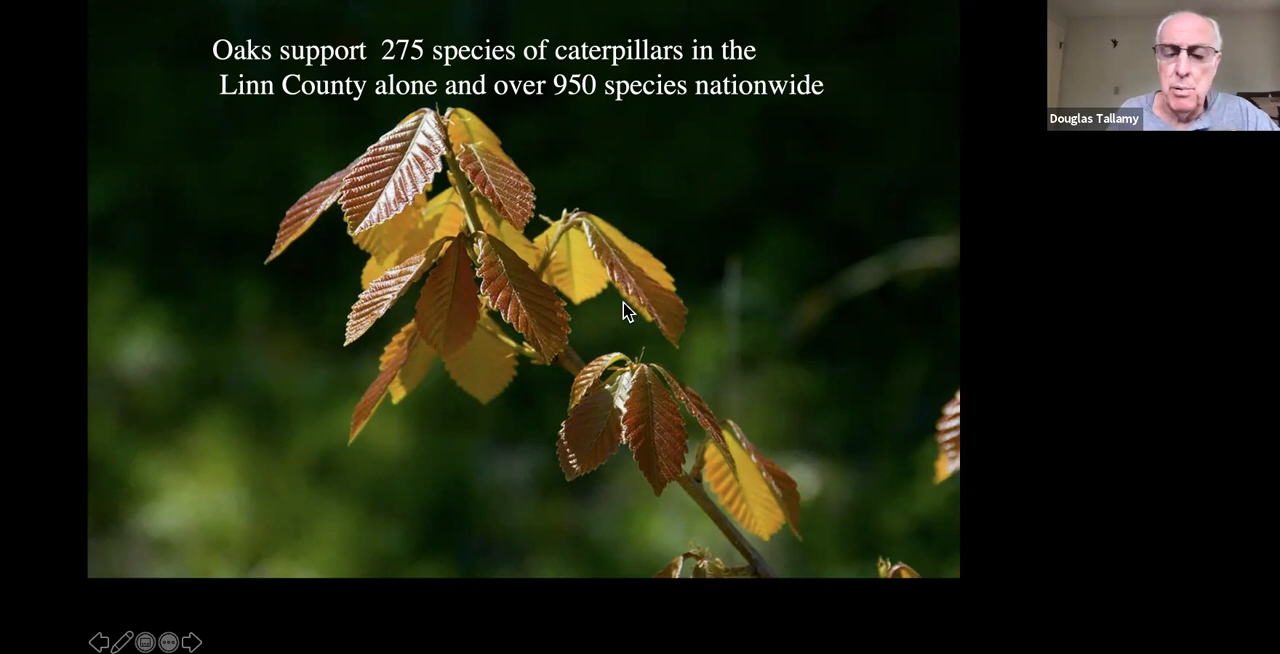 Oaks support  275 species of caterpillars in the
Linn County alone and over 950 species nationwide
Douglas Tallamy